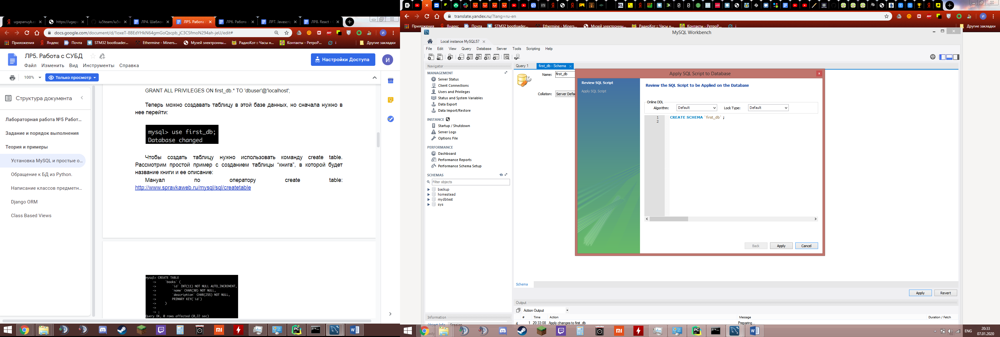 ugapanuyk.co
https://ugapa
iu5team/iu5w
ЛР4. Шаблон
ЛР5. Работа с
ЛР6. Работа с
ЛР7. Javascrip
ЛР8. React -
docs.google.com/document/d/1oxeT-8BEdYHkN64gmGoQscpb_jC3CSfmoN294ah-jeU/edit#
Приложения
Яндекс
Почта
STM32 bootloader...
Ethermine - Miners...
Музей электронны...
РадиоКот :: Часы н...
Контакты - РетроР...
i
Другие закладки
ЛР5. Работа с СУБД
Файл Изменить Вид Инструменты Справка
Настройки Доступа
И
100%
Только просмотр
Структура документа
Лабораторная работа №5 Работ...
Задание и порядок выполнения
Теория и примеры
Установка MySQL и простые о...
Обращение к БД из Python.
Написание классов предметн...
Django ORM
Class Based Views
GRANT ALL PRIVILEGES ON first_db.* TO 'dbuser'@'localhost';
Теперь можно создавать таблицу в этой базе данных, но сначала нужно в
нее перейти:
mysql> use first_db;
Database changed
Чтобы создать таблицу нужно использовать команду create table.
Рассмотрим простой пример с созданием таблицы “книга”, в которой будет
название книги и ее описание:
Мануал по оператору create table:
http://www.spravkaweb.ru/mysql/sql/createtable
mysql> CREATE TABLE
-> `books` (
-> `id` INT(11) NOT NULL AUTO_INCREMENT,
-> `name` CHAR(30) NOT NULL,
-> `description` CHAR(255) NOT NULL,
-> PRIMARY KEY(`id`)
-> )
->
-> ;
Query OK, 0 rows affected (0,22 sec)
translate.yandex.ru/?lang=ru-en
Приложения
Яндекс
Почта
STM32 bootloader...
Ethermine - Miners...
Музей электронны...
РадиоКот :: Часы н...
Контакты - РетроР...
i
Другие закладки
MySQL Workbench
Local instance MySQL57
File Edit View Query Database Server Tools Scripting Help
Navigator
MANAGEMENT
Server Status
Client Connections
Users and Privileges
Status and System Variables
Data Export
Data Import/Restore
INSTANCE
Startup / Shutdown
Server Logs
Options File
PERFORMANCE
Dashboard
Performance Reports
Performance Schema Setup
SCHEMAS
Filter objects
backup
homestead
mydbtest
sys
Information
Object Info Session
Query 1
first_db - Schema
Name: first_db
Collation: Server Defau
Apply SQL Script to Database
Review SQL Script
Apply SQL Script
Review the SQL Script to be Applied on the Database
Online DDL
Algorithm: Default
Lock Type: Default
1 CREATE SCHEMA `first_db` ;
2
Back Apply Cancel
Schema
Apply Revert
Output
Action Output
# Time Action Message Duration / Fetch
1 20:33:08 Apply changes to first_db Preparing...
ENG
20:33
07.01.2020